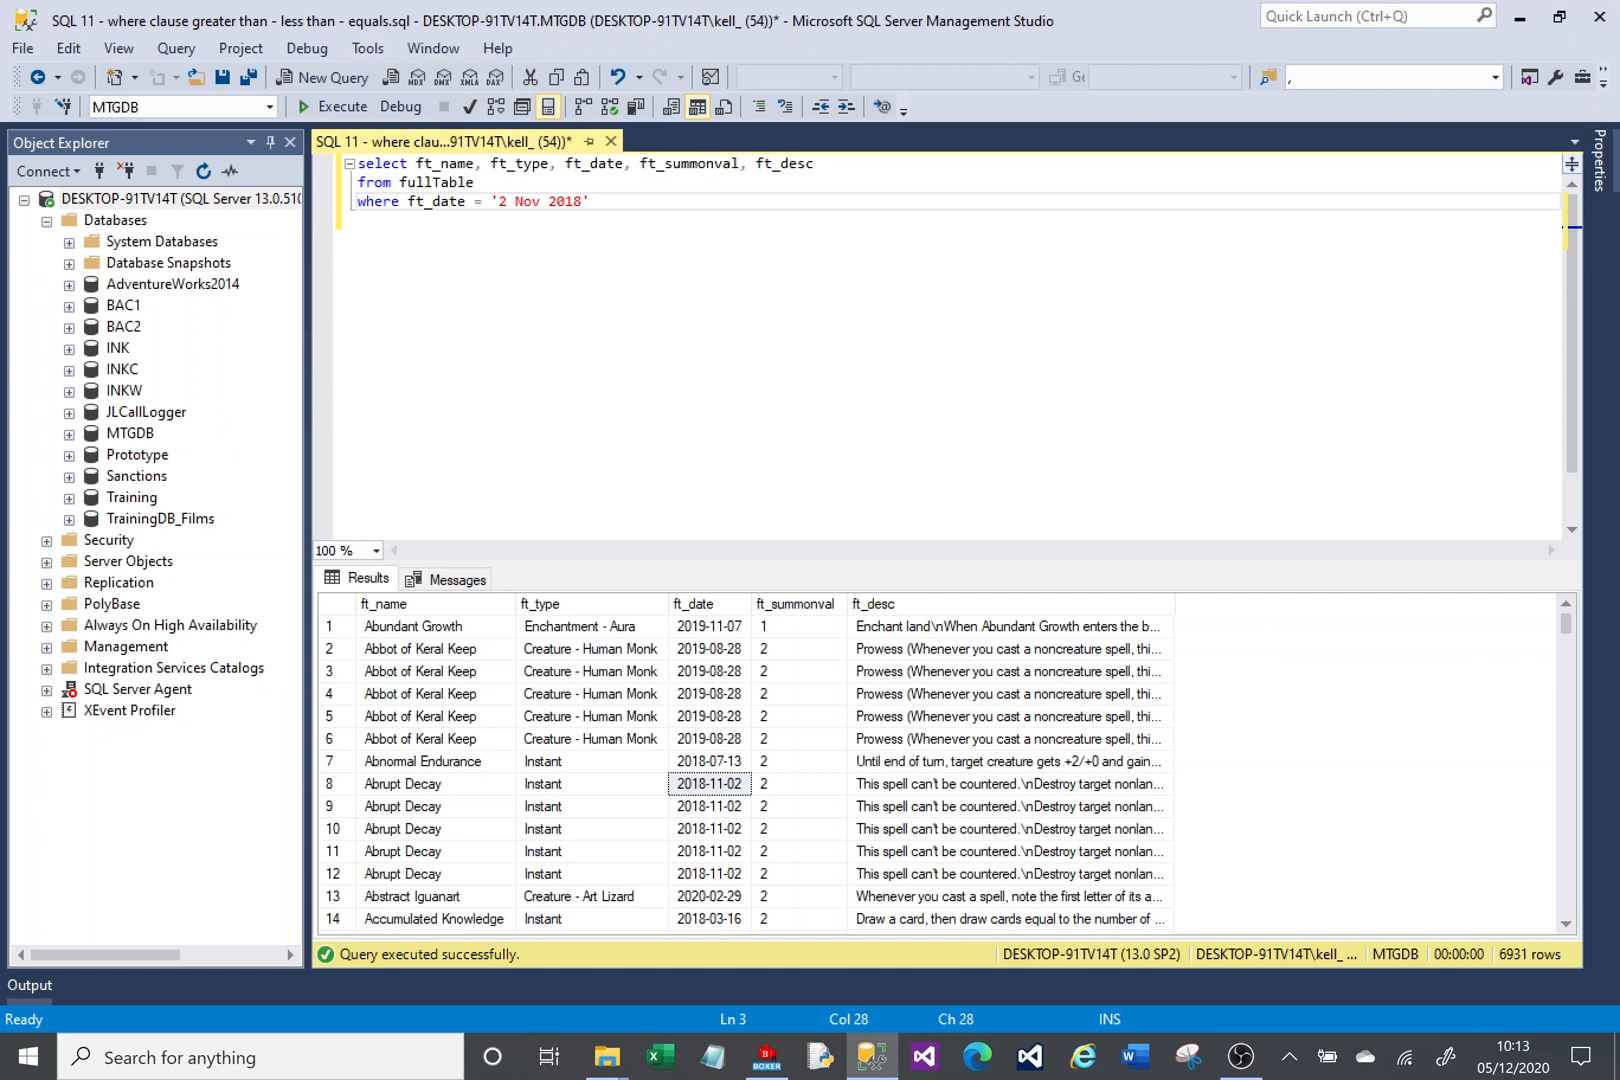 SQL 11 - where clause greater than - less than - equals.sql - DESKTOP-91TV14T.MTGDB (DESKTOP-91TV14T\kell_ (54))* - Microsoft SQL Server Management Studio
Quick Launch (Ctrl+Q)
File Edit View Query Project Debug Tools Window Help
New Query MDX DMX XMLA DAX Ge ,
MTGDB Execute Debug
Object Explorer
Connect
DESKTOP-91TV14T (SQL Server 13.0.510
Databases
System Databases
Database Snapshots
AdventureWorks2014
BAC1
BAC2
INK
INKC
INKW
JLCallLogger
MTGDB
Prototype
Sanctions
Training
TrainingDB_Films
Security
Server Objects
Replication
PolyBase
Always On High Availability
Management
Integration Services Catalogs
SQL Server Agent
XEvent Profiler
SQL 11 - where clau...91TV14T\kell_ (54))*
select ft_name, ft_type, ft_date, ft_summonval, ft_desc
from fullTable
where ft_date = '2 Nov 2018'
Properties
100 %
Results Messages
ft_name ft_type ft_date ft_summonval ft_desc
1 Abundant Growth Enchantment - Aura 2019-11-07 1 Enchant land\nWhen Abundant Growth enters the b...
2 Abbot of Keral Keep Creature - Human Monk 2019-08-28 2 Prowess (Whenever you cast a noncreature spell, thi...
3 Abbot of Keral Keep Creature - Human Monk 2019-08-28 2 Prowess (Whenever you cast a noncreature spell, thi...
4 Abbot of Keral Keep Creature - Human Monk 2019-08-28 2 Prowess (Whenever you cast a noncreature spell, thi...
5 Abbot of Keral Keep Creature - Human Monk 2019-08-28 2 Prowess (Whenever you cast a noncreature spell, thi...
6 Abbot of Keral Keep Creature - Human Monk 2019-08-28 2 Prowess (Whenever you cast a noncreature spell, thi...
7 Abnormal Endurance Instant 2018-07-13 2 Until end of turn, target creature gets +2/+0 and gain...
8 Abrupt Decay Instant 2018-11-02 2 This spell can't be countered.\nDestroy target nonlan...
9 Abrupt Decay Instant 2018-11-02 2 This spell can't be countered.\nDestroy target nonlan...
10 Abrupt Decay Instant 2018-11-02 2 This spell can't be countered.\nDestroy target nonlan...
11 Abrupt Decay Instant 2018-11-02 2 This spell can't be countered.\nDestroy target nonlan...
12 Abrupt Decay Instant 2018-11-02 2 This spell can't be countered.\nDestroy target nonlan...
13 Abstract Iguanart Creature - Art Lizard 2020-02-29 2 Whenever you cast a spell, note the first letter of its a...
14 Accumulated Knowledge Instant 2018-03-16 2 Draw a card, then draw cards equal to the number of ...
Query executed successfully. DESKTOP-91TV14T (13.0 SP2) DESKTOP-91TV14T\kell_ ... MTGDB 00:00:00 6931 rows
Output
Ready Ln 3 Col 28 Ch 28 INS
Search for anything
BOXER
10:13
05/12/2020